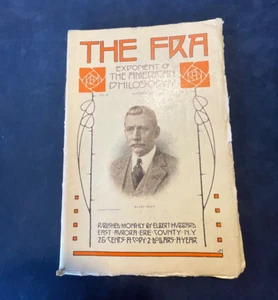 THE FRA
EXPONENT OF
THE AMERICAN
PHILOSOPHY
PUBLISHED MONTHLY BY ELBERT HUBBARD
EAST AURORA ERIE COUNTY N.Y.
25 CENTS A COPY 2 DOLLARS A YEAR